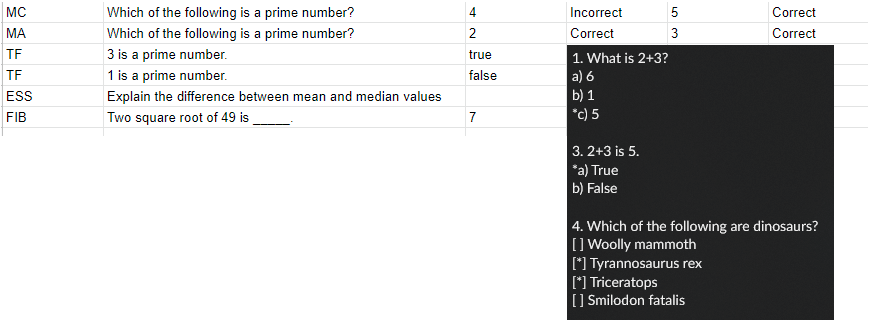 MC Which of the following is a prime number? 4 Incorrect 5 Correct
MA Which of the following is a prime number? 2 Correct 3 Correct
TF 3 is a prime number. true
TF 1 is a prime number. false
ESS Explain the difference between mean and median values
FIB Two square root of 49 is _____. 7
1. What is 2+3?
a) 6
b) 1
*c) 5
3. 2+3 is 5.
*a) True
b) False
4. Which of the following are dinosaurs?
[ ] Woolly mammoth
[*] Tyrannosaurus rex
[*] Triceratops
[ ] Smilodon fatalis